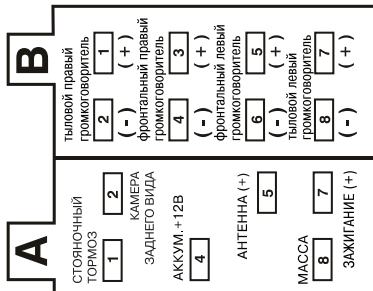 B
тыловой правый
громкоговоритель
1 (+)
2 (-)
фронтальный правый
громкоговоритель
3 (+)
4 (-)
фронтальный левый
громкоговоритель
5 (+)
6 (-)
тыловой левый
громкоговоритель
7 (+)
8 (-)
A
СТОЯНОЧНЫЙ
ТОРМОЗ
1
2
КАМЕРА
ЗАДНЕГО ВИДА
АККУМ.+12В
4
АНТЕННА (+)
5
МАССА
8
7
ЗАЖИГАНИЕ (+)